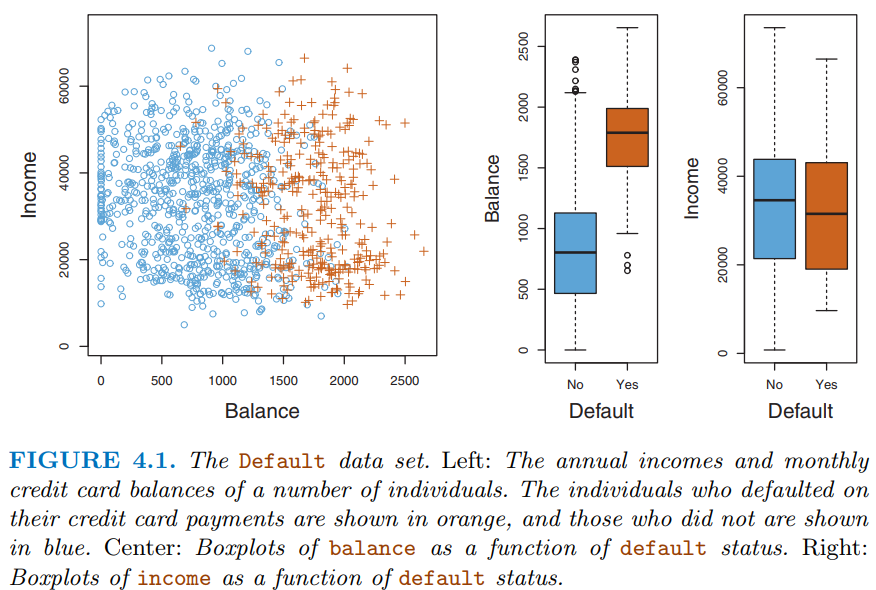 Income
0
20000
40000
60000
0
500
1000
1500
2000
2500
Balance
Balance
0
500
1000
1500
2000
2500
No
Yes
Default
Income
0
20000
40000
60000
No
Yes
Default
FIGURE 4.1. The Default data set. Left: The annual incomes and monthly
credit card balances of a number of individuals. The individuals who defaulted on
their credit card payments are shown in orange, and those who did not are shown
in blue. Center: Boxplots of balance as a function of default status. Right:
Boxplots of income as a function of default status.